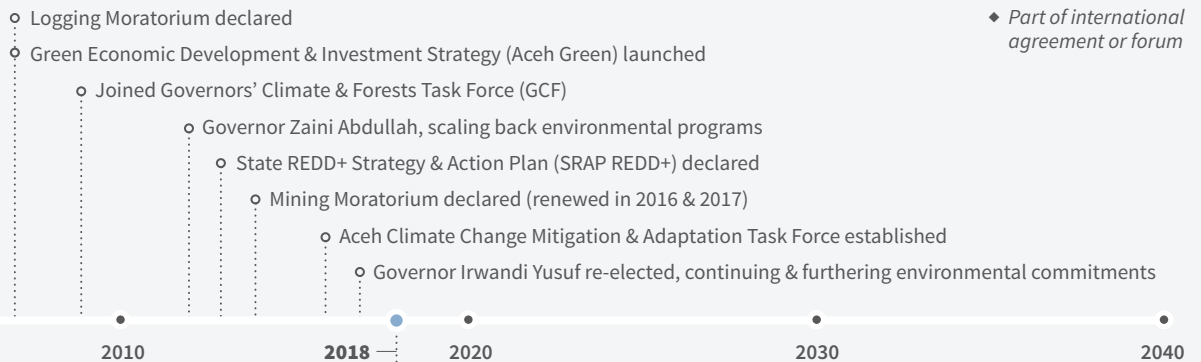 Logging Moratorium declared
Part of international
agreement or forum
Green Economic Development & Investment Strategy (Aceh Green) launched
Joined Governors’ Climate & Forests Task Force (GCF)
Governor Zaini Abdullah, scaling back environmental programs
State REDD+ Strategy & Action Plan (SRAP REDD+) declared
Mining Moratorium declared (renewed in 2016 & 2017)
Aceh Climate Change Mitigation & Adaptation Task Force established
Governor Irwandi Yusuf re-elected, continuing & furthering environmental commitments
2010 2018 2020 2030 2040